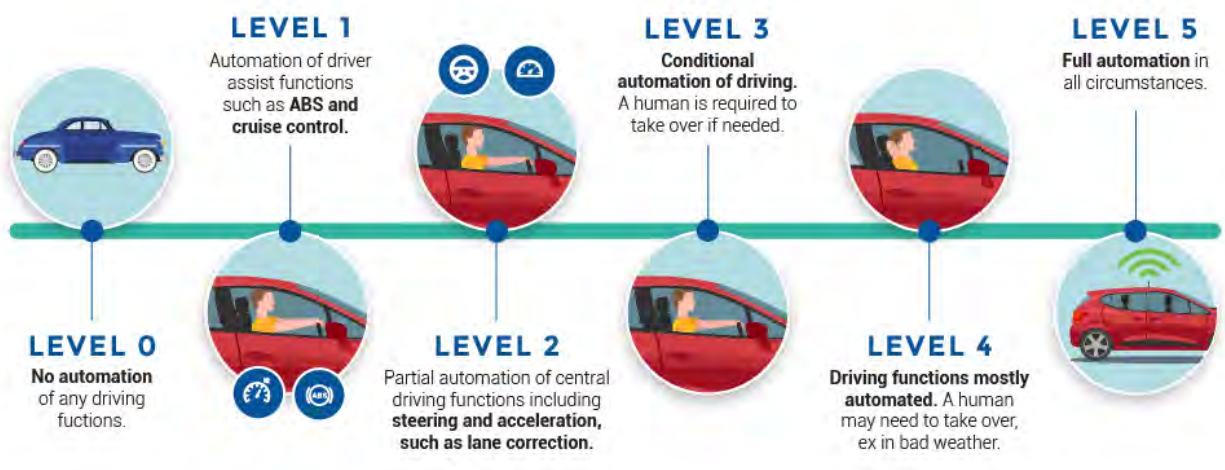 LEVEL 0
No automation
of any driving
fuctions.
LEVEL 1
Automation of driver
assist functions
such as ABS and
cruise control.
ABS
LEVEL 2
Partial automation of central
driving functions including
steering and acceleration,
such as lane correction.
LEVEL 3
Conditional
automation of driving.
A human is required to
take over if needed.
LEVEL 4
Driving functions mostly
automated. A human
may need to take over,
ex in bad weather.
LEVEL 5
Full automation in
all circumstances.